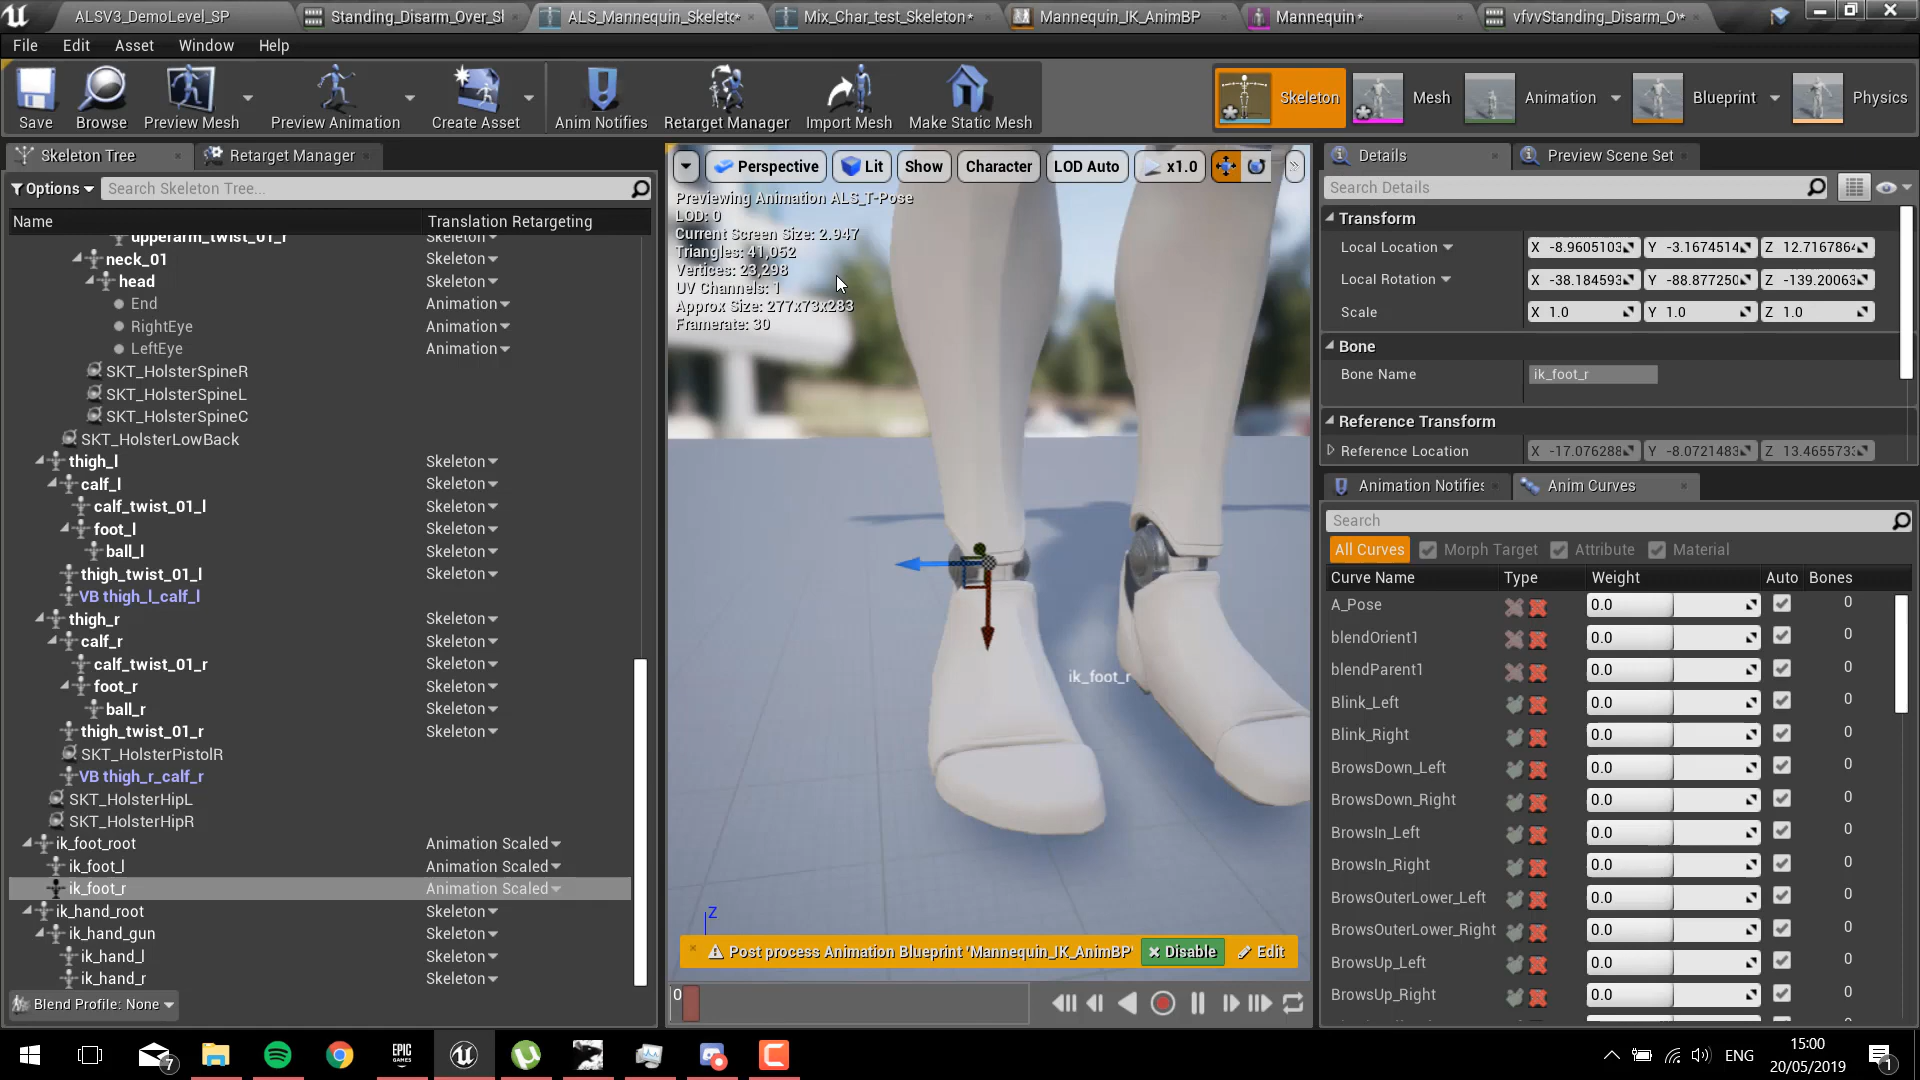 ALSV3_DemoLevel_SP
Standing_Disarm_Over_Sl
ALS_Mannequin_Skeletc*
Mix_Char_test_Skeleton*
Mannequin_IK_AnimBP
Mannequin*
vfvvStanding_Disarm_Ov*
File
Edit
Asset
Window
Help
Save
Browse
Preview Mesh
Preview Animation
Create Asset
Anim Notifies
Retarget Manager
Import Mesh
Make Static Mesh
Skeleton
Mesh
Animation
Blueprint
Physics
Skeleton Tree
Retarget Manager
Options
Search Skeleton Tree...
Name
Translation Retargeting
upperarm_twist_01_r Skeleton
neck_01 Skeleton
head Skeleton
End Animation
RightEye Animation
LeftEye Animation
SKT_HolsterSpineR
SKT_HolsterSpineL
SKT_HolsterSpineC
SKT_HolsterLowBack
thigh_l Skeleton
calf_l Skeleton
calf_twist_01_l Skeleton
foot_l Skeleton
ball_l Skeleton
thigh_twist_01_l Skeleton
VB thigh_l_calf_l
thigh_r Skeleton
calf_r Skeleton
calf_twist_01_r Skeleton
foot_r Skeleton
ball_r Skeleton
thigh_twist_01_r Skeleton
SKT_HolsterPistolR
VB thigh_r_calf_r
SKT_HolsterHipL
SKT_HolsterHipR
ik_foot_root Animation Scaled
ik_foot_l Animation Scaled
ik_foot_r Animation Scaled
ik_hand_root Skeleton
ik_hand_gun Skeleton
ik_hand_l Skeleton
ik_hand_r Skeleton
Blend Profile: None
Perspective
Lit
Show
Character
LOD Auto
x1.0
Previewing Animation ALS_T-Pose
LOD: 0
Current Screen Size: 2.947
Triangles: 41,052
Vertices: 23,298
UV Channels: 1
Approx Size: 277x73x283
Framerate: 30
ik_foot_r
Z
Post process Animation Blueprint 'Mannequin_IK_AnimBP'
Disable
Edit
0
Details
Preview Scene Set
Search Details
Transform
Local Location X -8.9605103 Y -3.1674514 Z 12.716786
Local Rotation X -38.184593 Y -88.877250 Z -139.20063
Scale X 1.0 Y 1.0 Z 1.0
Bone
Bone Name ik_foot_r
Reference Transform
Reference Location X -17.076288 Y -8.0721483 Z 13.4655733
Animation Notifies
Anim Curves
Search
All Curves
Morph Target
Attribute
Material
Curve Name Type Weight Auto Bones
A_Pose 0.0 0
blendOrient1 0.0 0
blendParent1 0.0 0
Blink_Left 0.0 0
Blink_Right 0.0 0
BrowsDown_Left 0.0 0
BrowsDown_Right 0.0 0
BrowsIn_Left 0.0 0
BrowsIn_Right 0.0 0
BrowsOuterLower_Left 0.0 0
BrowsOuterLower_Right 0.0 0
BrowsUp_Left 0.0 0
BrowsUp_Right 0.0 0
7
EPIC
GAMES
ENG
15:00
20/05/2019
1